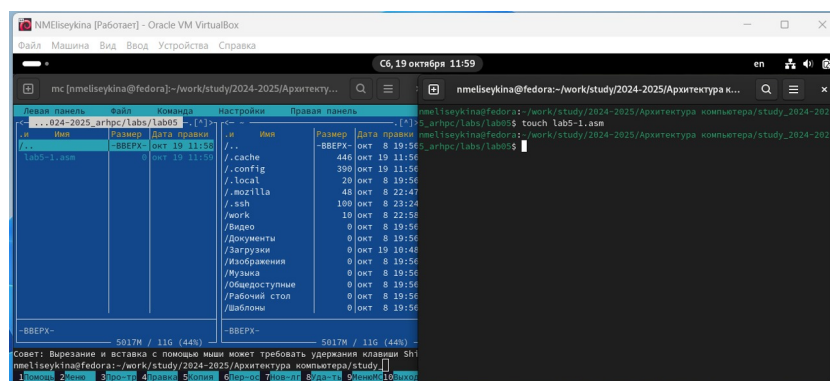 NMEliseykina [Работает] - Oracle VM VirtualBox
Файл Машина Вид Ввод Устройства Справка
Сб, 19 октября 11:59
en
mc [nmeliseykina@fedora]:~/work/study/2024-2025/Архитекту...
Левая панель Файл Команда Настройки Правая панель
<- ...024-2025_arhpc/labs/lab05 -.[^]>
.и Имя Размер Дата правки
/.. -ВВЕРХ- окт 19 11:58
lab5-1.asm 0 окт 19 11:59
-ВВЕРХ-
5017M / 11G (44%)
<- ~ .[^]>
.и Имя Размер Дата правки
/.. -ВВЕРХ- окт 8 19:56
/.cache 446 окт 19 11:56
/.config 390 окт 19 11:56
/.local 20 окт 8 19:56
/.mozilla 48 окт 8 22:47
/.ssh 100 окт 8 23:24
/work 10 окт 8 22:58
/Видео 0 окт 8 19:56
/Документы 0 окт 8 19:56
/Загрузки 0 окт 19 10:48
/Изображения 0 окт 8 19:56
/Музыка 0 окт 8 19:56
/Общедоступные 0 окт 8 19:56
/Рабочий стол 0 окт 8 19:56
/Шаблоны 0 окт 8 19:56
-ВВЕРХ-
5017M / 11G (44%)
Совет: Вырезание и вставка с помощью мыши может требовать удержания клавиши Shi
nmeliseykina@fedora:~/work/study/2024-2025/Архитектура компьютера/study_
1Помощь 2Меню 3Про~тр 4Правка 5Копия 6Пер~ос 7Нов~лг 8Уда~ть 9МенюMC 10Выход
nmeliseykina@fedora:~/work/study/2024-2025/Архитектура к...
nmeliseykina@fedora:~/work/study/2024-2025/Архитектура компьютера/study_2024-202
5_arhpc/labs/lab05$ touch lab5-1.asm
nmeliseykina@fedora:~/work/study/2024-2025/Архитектура компьютера/study_2024-202
5_arhpc/labs/lab05$